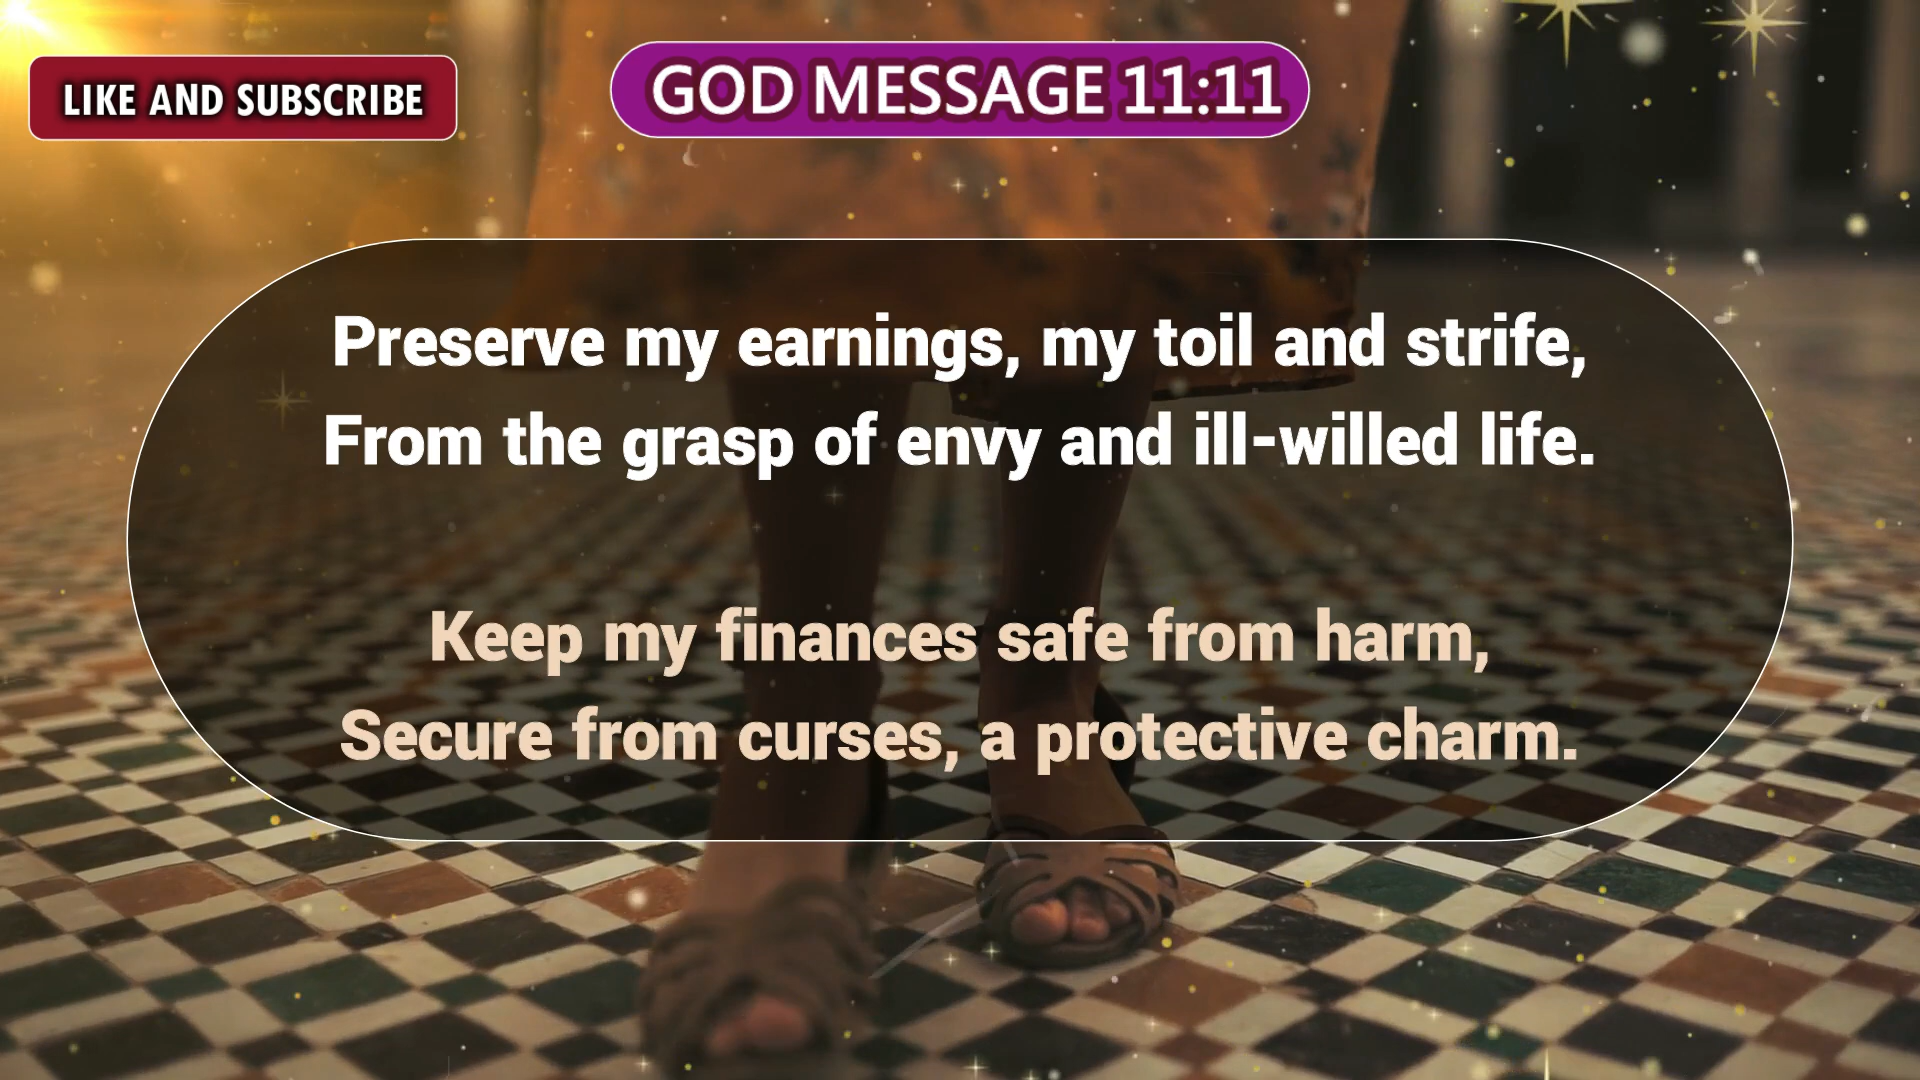 LIKE AND SUBSCRIBE
GOD MESSAGE 11:11
Preserve my earnings, my toil and strife,
From the grasp of envy and ill-willed life.
Keep my finances safe from harm,
Secure from curses, a protective charm.